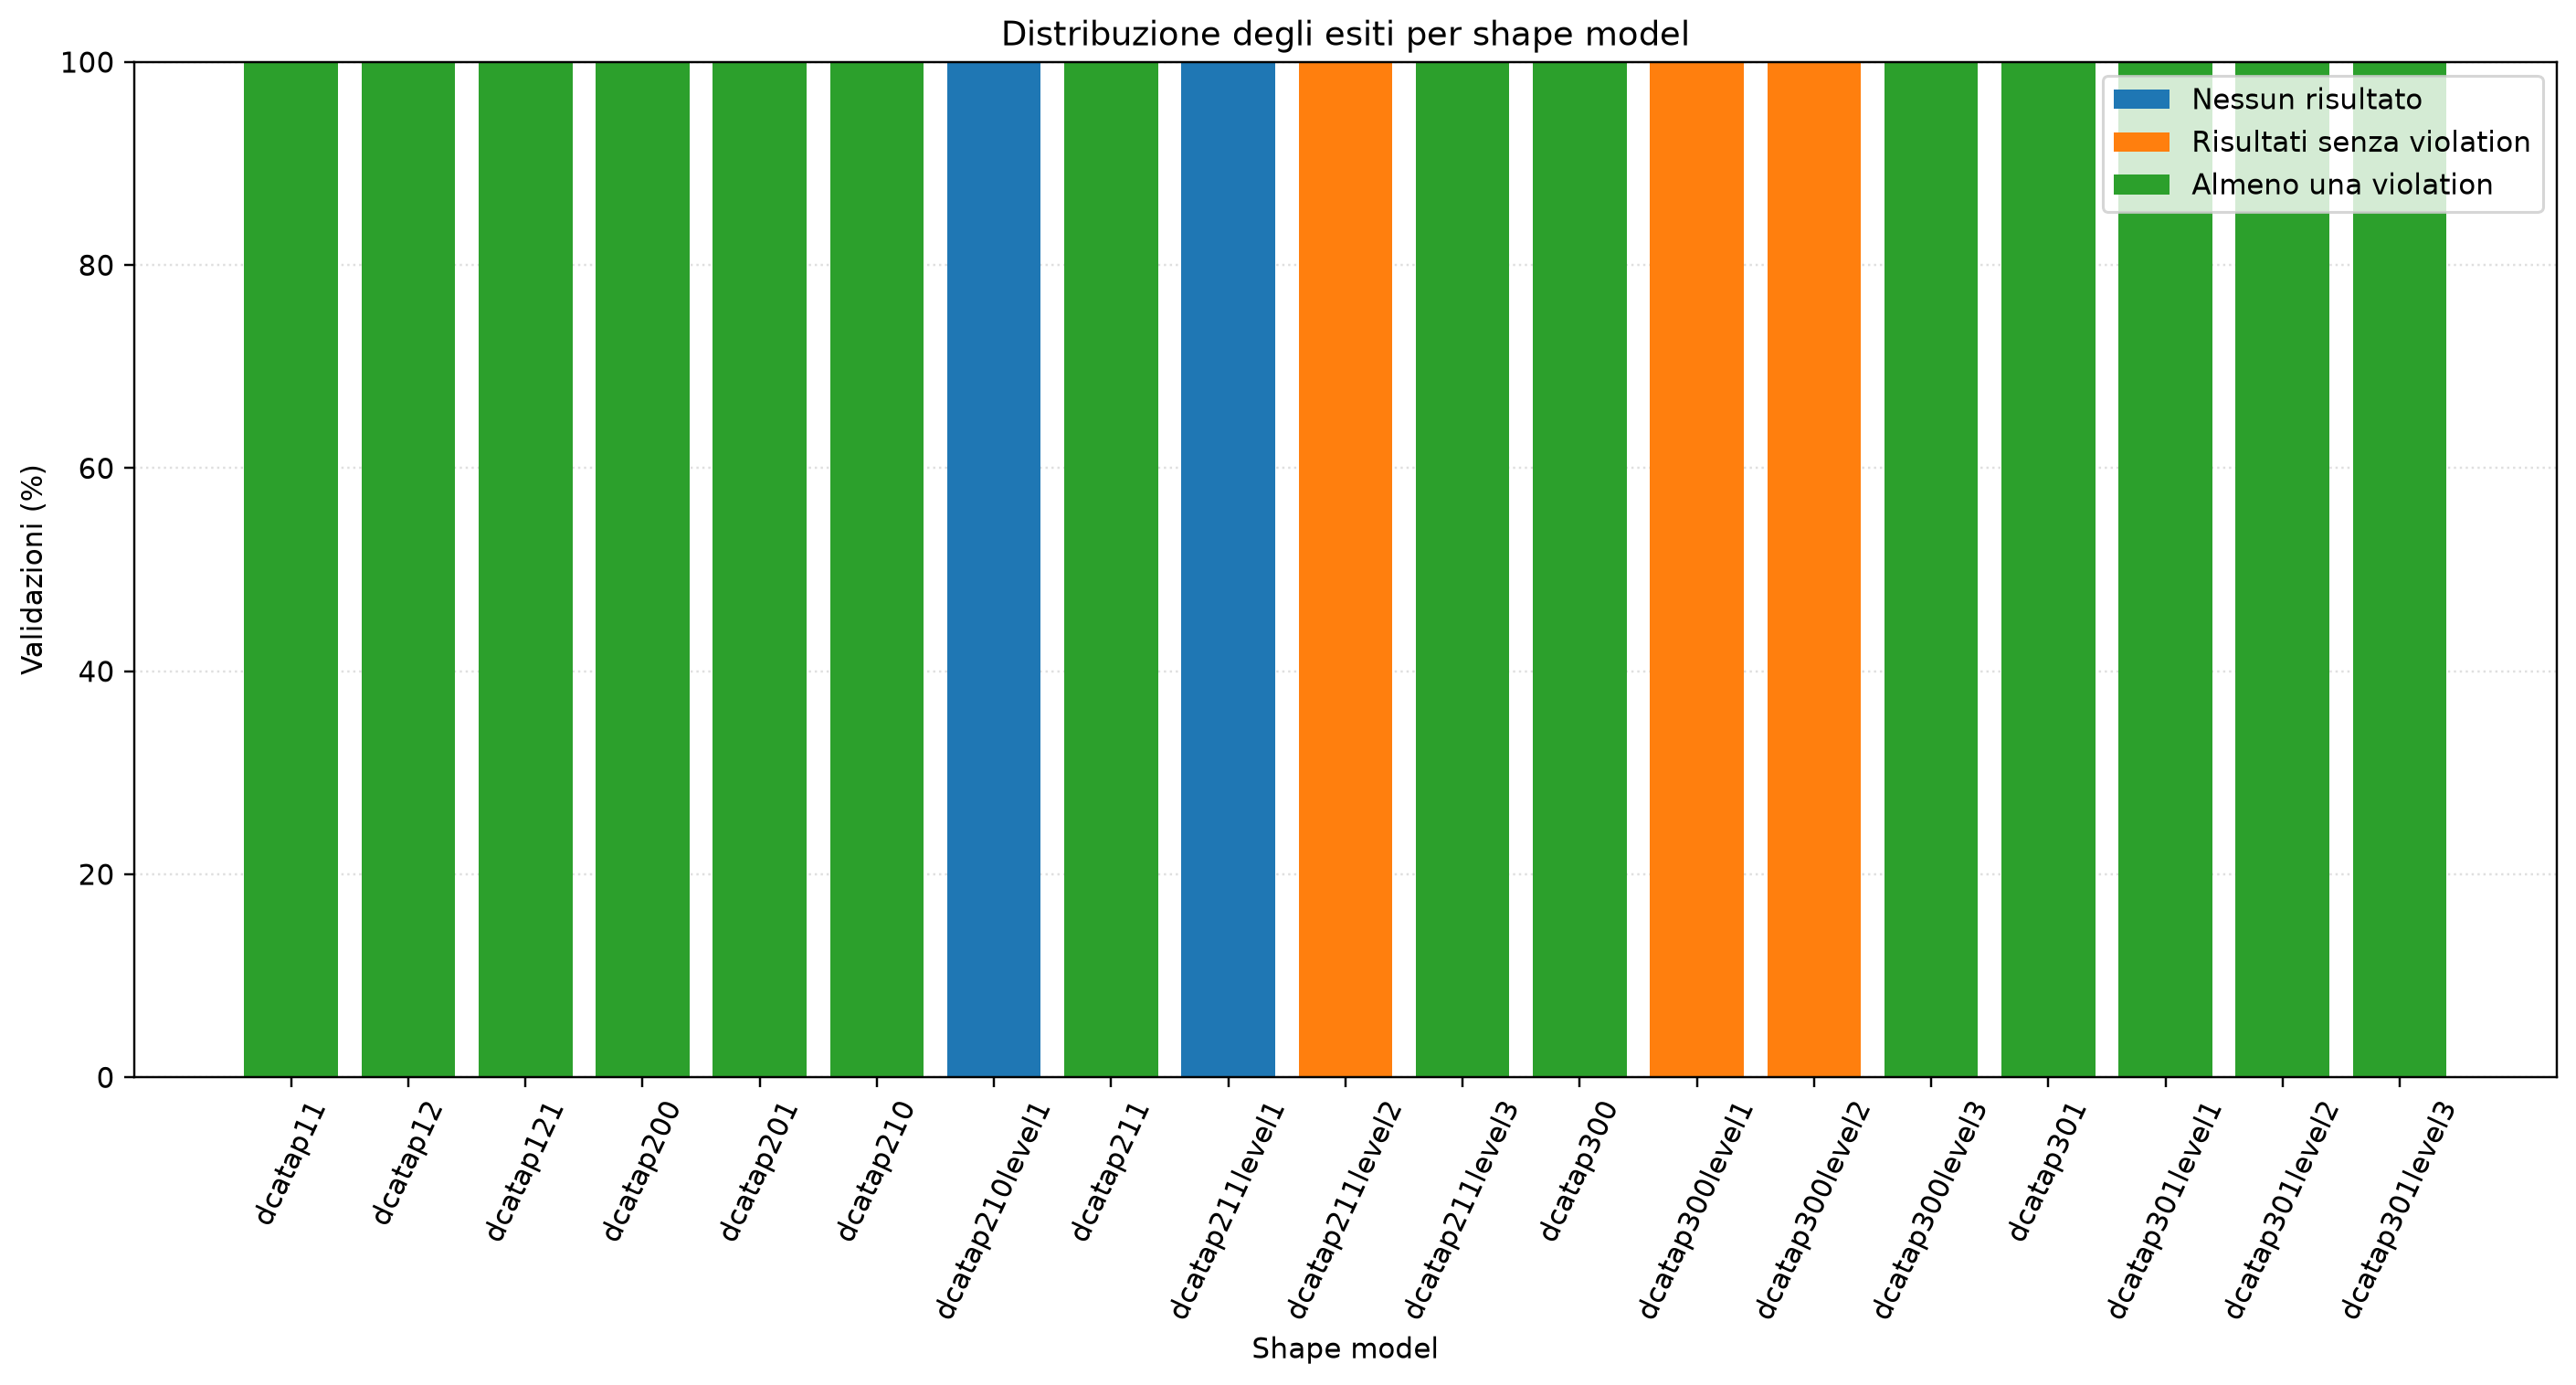 Distribuzione degli esiti per shape model
100
80
60
40
20
0
Validazioni (%)
Nessun risultato
Risultati senza violation
Almeno una violation
dcatap11
dcatap12
dcatap121
dcatap200
dcatap201
dcatap210
dcatap210level1
dcatap211
dcatap211level1
dcatap211level2
dcatap211level3
dcatap300
dcatap300level1
dcatap300level2
dcatap300level3
dcatap301
dcatap301level1
dcatap301level2
dcatap301level3
Shape model